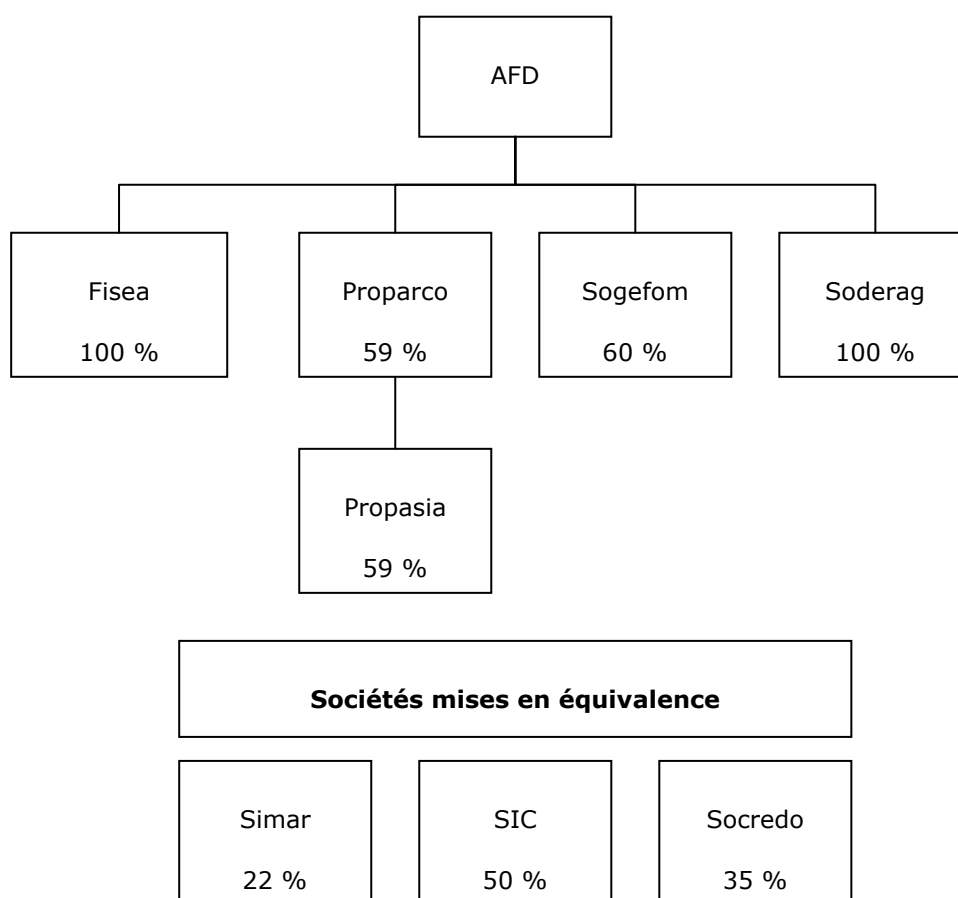 AFD
Fisea
100 %
Proparco
59 %
Sogefom
60 %
Soderag
100 %
Propasia
59 %
Sociétés mises en équivalence
Simar
22 %
SIC
50 %
Socredo
35 %